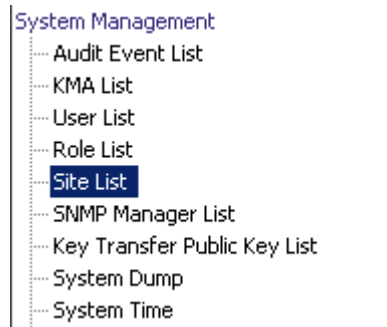 System Management
Audit Event List
KMA List
User List
Role List
Site List
SNMP Manager List
Key Transfer Public Key List
System Dump
System Time